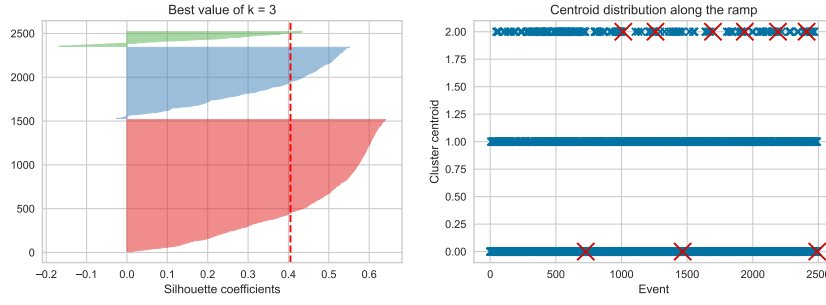 Best value of k = 3
2500
2000
1500
1000
500
0
−0.2 −0.1 0.0 0.1 0.2 0.3 0.4 0.5 0.6
Silhouette coefficients
Centroid distribution along the ramp
Cluster centroid
2.00
1.75
1.50
1.25
1.00
0.75
0.50
0.25
0.00
0 500 1000 1500 2000 2500
Event